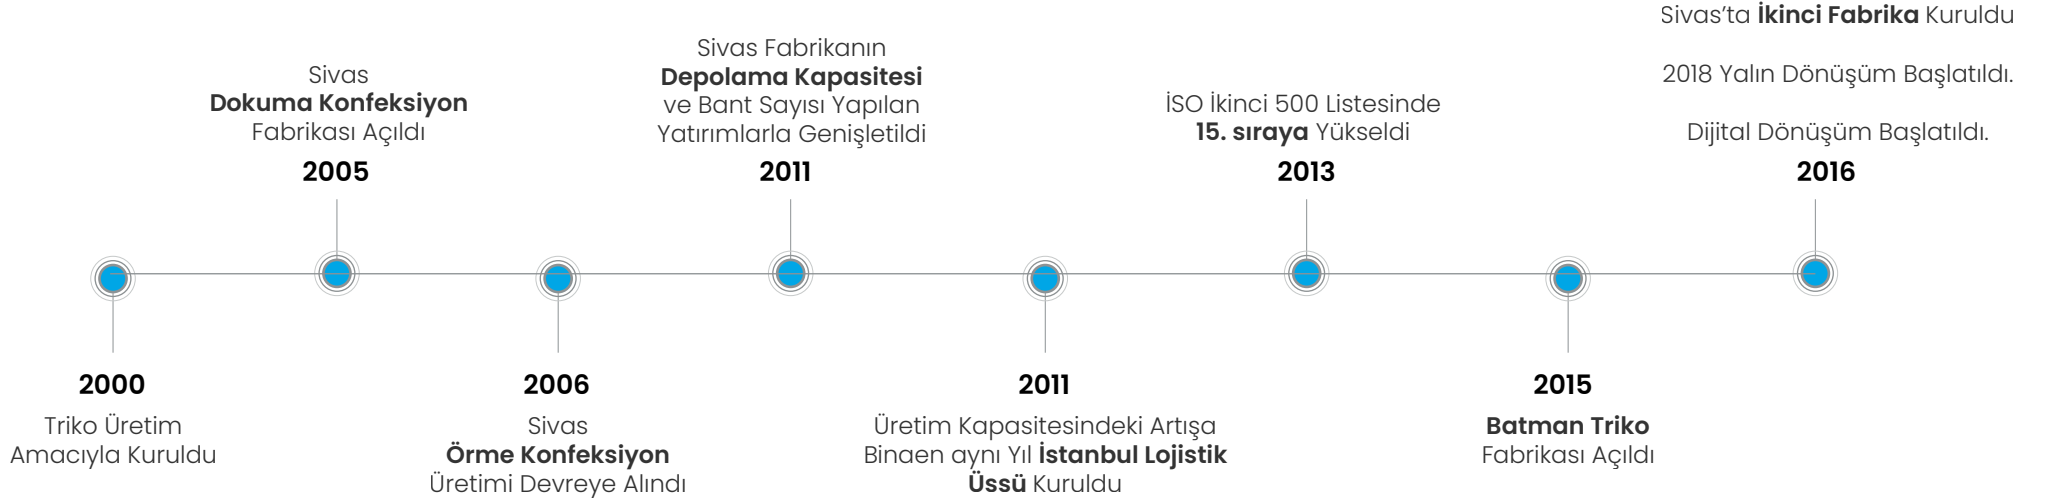 2000
Triko Üretim
Amacıyla Kuruldu
Sivas
Dokuma Konfeksiyon
Fabrikası Açıldı
2005
2006
Sivas
Örme Konfeksiyon
Üretimi Devreye Alındı
Sivas Fabrikanın
Depolama Kapasitesi
ve Bant Sayısı Yapılan
Yatırımlarla Genişletildi
2011
2011
Üretim Kapasitesindeki Artışa
Binaen aynı Yıl İstanbul Lojistik
Üssü Kuruldu
İSO İkinci 500 Listesinde
15. sıraya Yükseldi
2013
2015
Batman Triko
Fabrikası Açıldı
Sivas’ta İkinci Fabrika Kuruldu
2018 Yalın Dönüşüm Başlatıldı.
Dijital Dönüşüm Başlatıldı.
2016